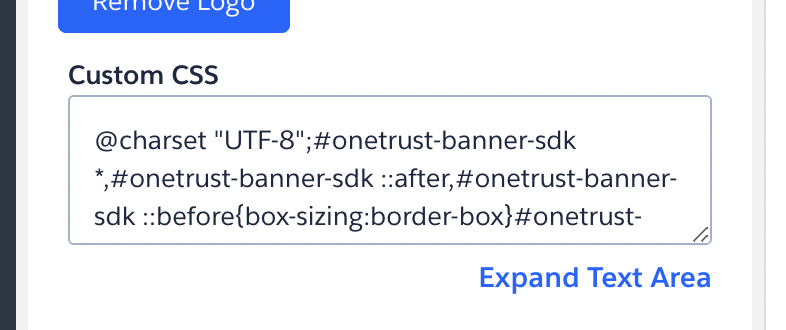 Remove Logo
Custom CSS
@charset "UTF-8";#onetrust-banner-sdk
*,#onetrust-banner-sdk ::after,#onetrust-banner-
sdk ::before{box-sizing:border-box}#onetrust-
Expand Text Area